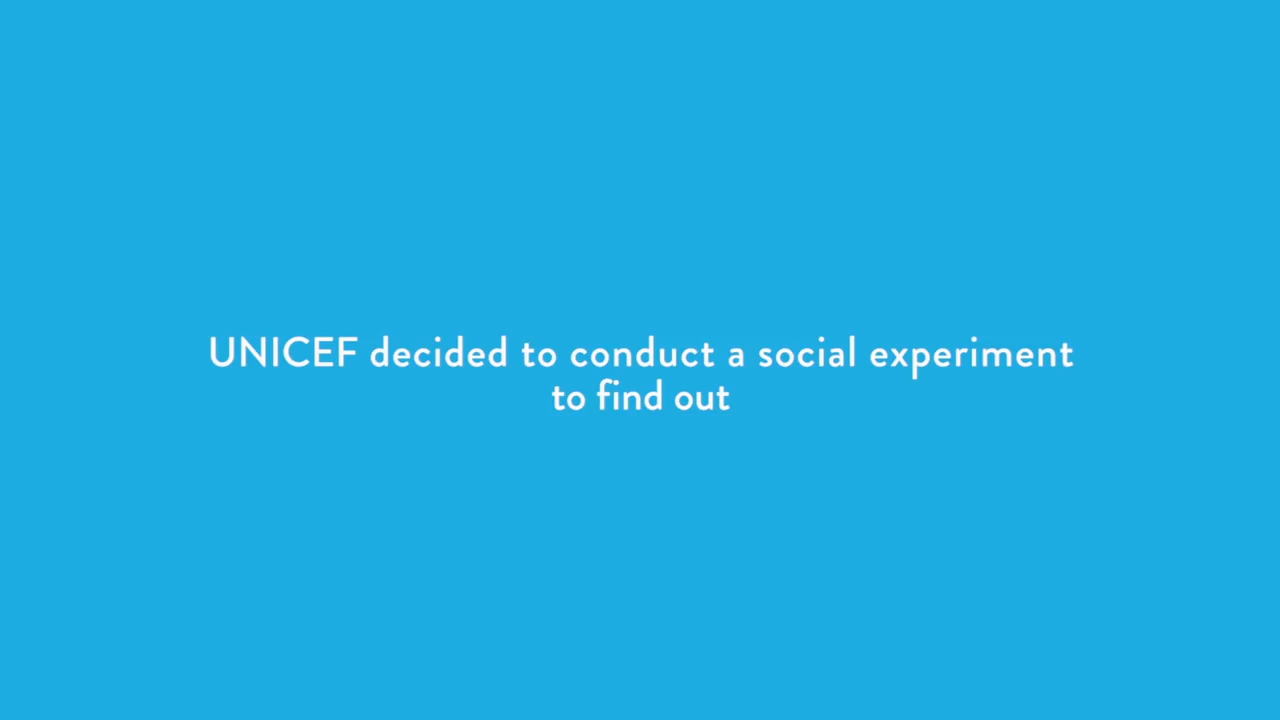 UNICEF decided to conduct a social experiment
to find out